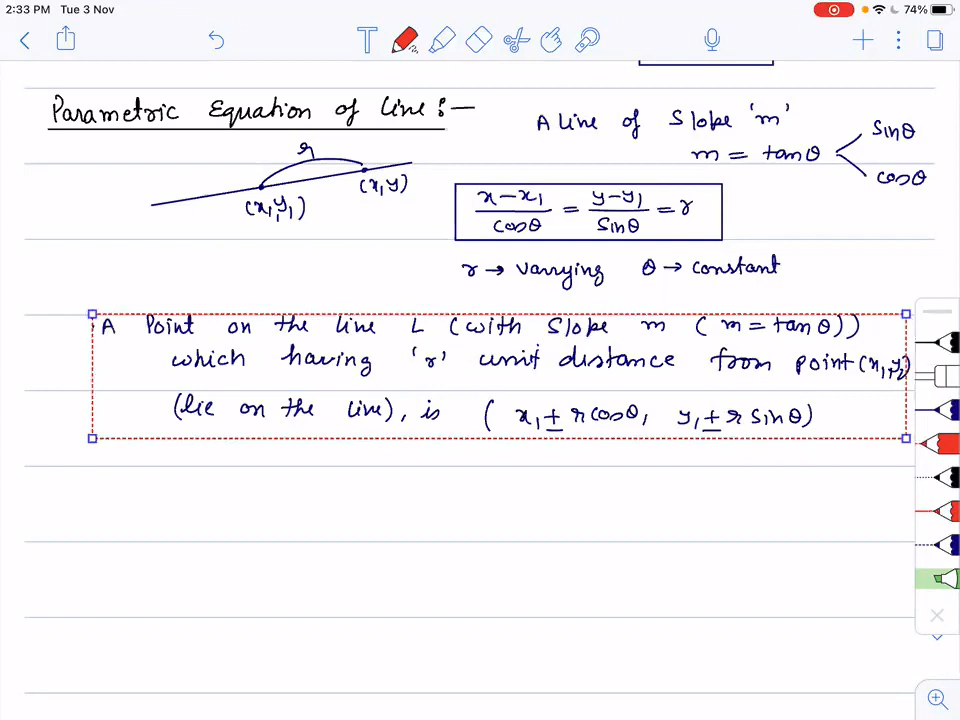 2:33 PM Tue 3 Nov
74%
T
Parametric Equation of Line :—
A Line of Slope 'm'
m = tanθ
sinθ
cosθ
r
(x₁,y₁)
(x,y)
x-x₁/cosθ = y-y₁/sinθ = r
r → varrying θ → constant
A Point on the line L (with Slope m (m = tanθ))
which having 'r' unit distance from point (x₁,y₁)
(lie on the line), is (x₁ ± r cosθ, y₁ ± r sinθ)